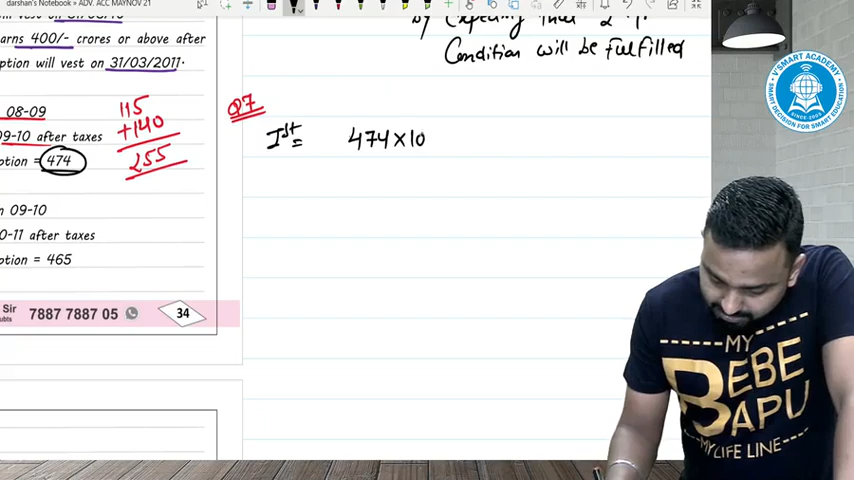 darshan's Notebook » ADV. ACC MAYNOV 21
arns 400/- crores or above after
ption will vest on 31/03/2011.
08-09
09-10 after taxes
ption = 474
n 09-10
0-11 after taxes
ption = 465
115
+140
255
Sir
7887 7887 05
34
Condition will be fulfilled
Q7
Ist = 474×10
V'SMART ACADEMY
SMART DECISION FOR SMART EDUCATION
MY
BEBE
BAPU
MY LIFE LINE